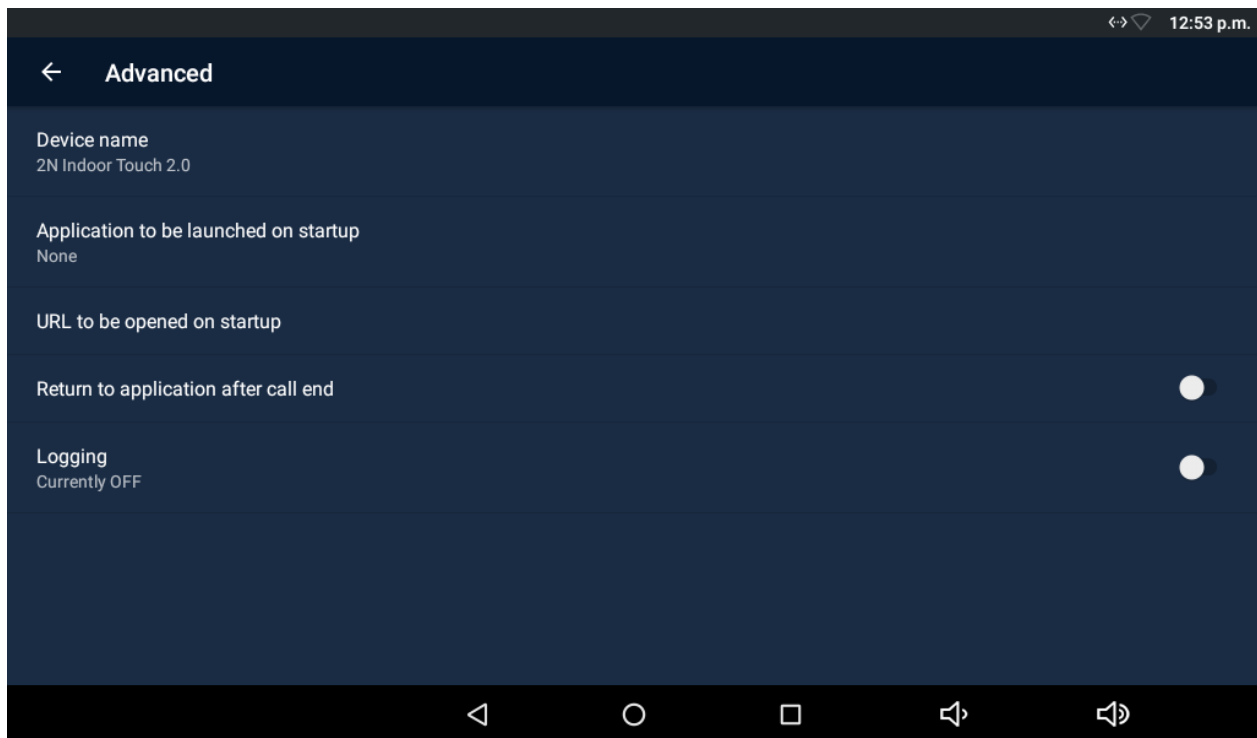 12:53 p.m.
Advanced
Device name
2N Indoor Touch 2.0
Application to be launched on startup
None
URL to be opened on startup
Return to application after call end
Logging
Currently OFF